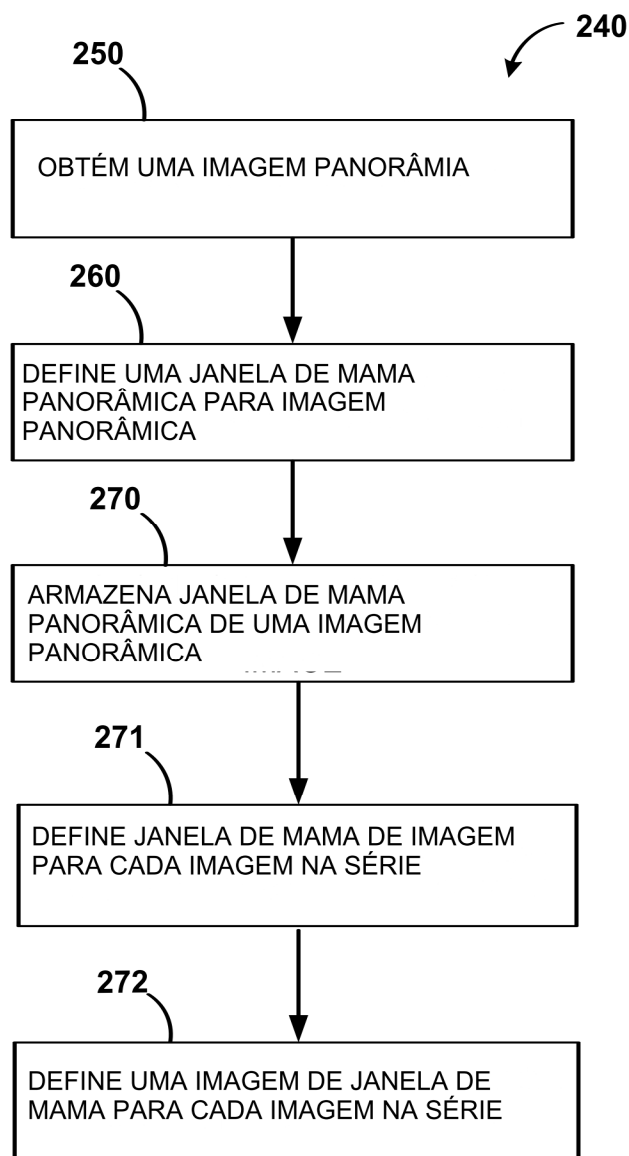 240
250
OBTÉM UMA IMAGEM PANORÂMIA
260
DEFINE UMA JANELA DE MAMA
PANORÂMICA PARA IMAGEM
PANORÂMICA
270
ARMAZENA JANELA DE MAMA
PANORÂMICA DE UMA IMAGEM
PANORÂMICA
271
DEFINE JANELA DE MAMA DE IMAGEM
PARA CADA IMAGEM NA SÉRIE
272
DEFINE UMA IMAGEM DE JANELA DE
MAMA PARA CADA IMAGEM NA SÉRIE